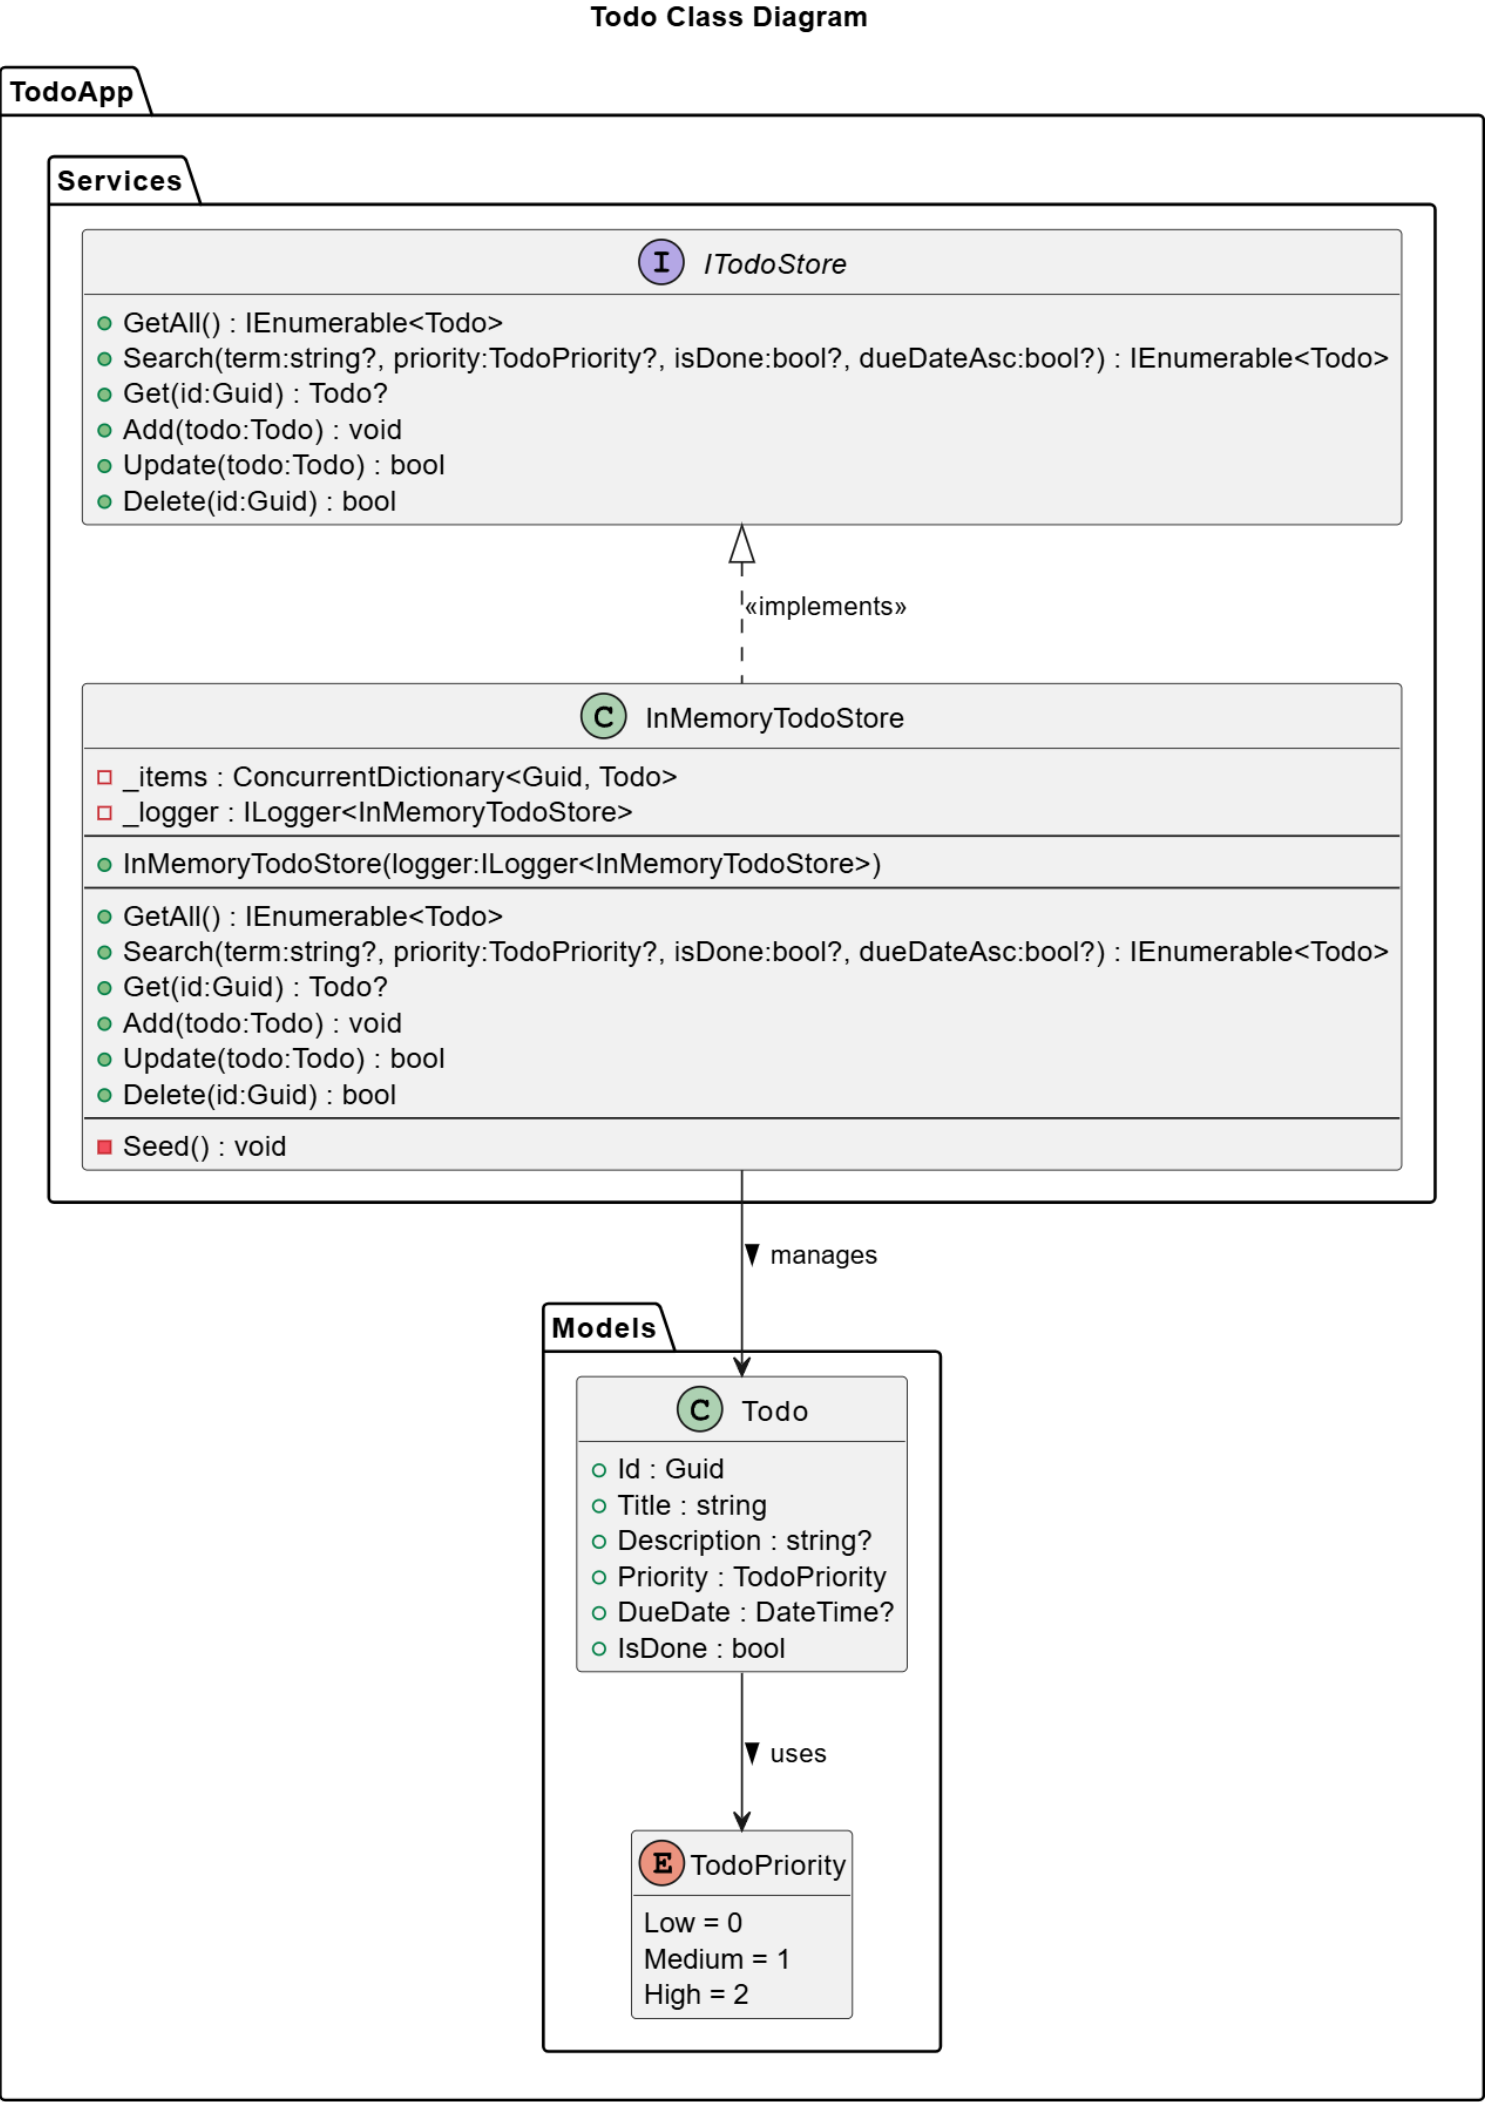 Todo Class Diagram
TodoApp
Services
I ITodoStore
GetAll() : IEnumerable<Todo>
Search(term:string?, priority:TodoPriority?, isDone:bool?, dueDateAsc:bool?) : IEnumerable<Todo>
Get(id:Guid) : Todo?
Add(todo:Todo) : void
Update(todo:Todo) : bool
Delete(id:Guid) : bool
«implements»
C InMemoryTodoStore
_items : ConcurrentDictionary<Guid, Todo>
_logger : ILogger<InMemoryTodoStore>
InMemoryTodoStore(logger:ILogger<InMemoryTodoStore>)
GetAll() : IEnumerable<Todo>
Search(term:string?, priority:TodoPriority?, isDone:bool?, dueDateAsc:bool?) : IEnumerable<Todo>
Get(id:Guid) : Todo?
Add(todo:Todo) : void
Update(todo:Todo) : bool
Delete(id:Guid) : bool
Seed() : void
manages
Models
C Todo
Id : Guid
Title : string
Description : string?
Priority : TodoPriority
DueDate : DateTime?
IsDone : bool
uses
E TodoPriority
Low = 0
Medium = 1
High = 2